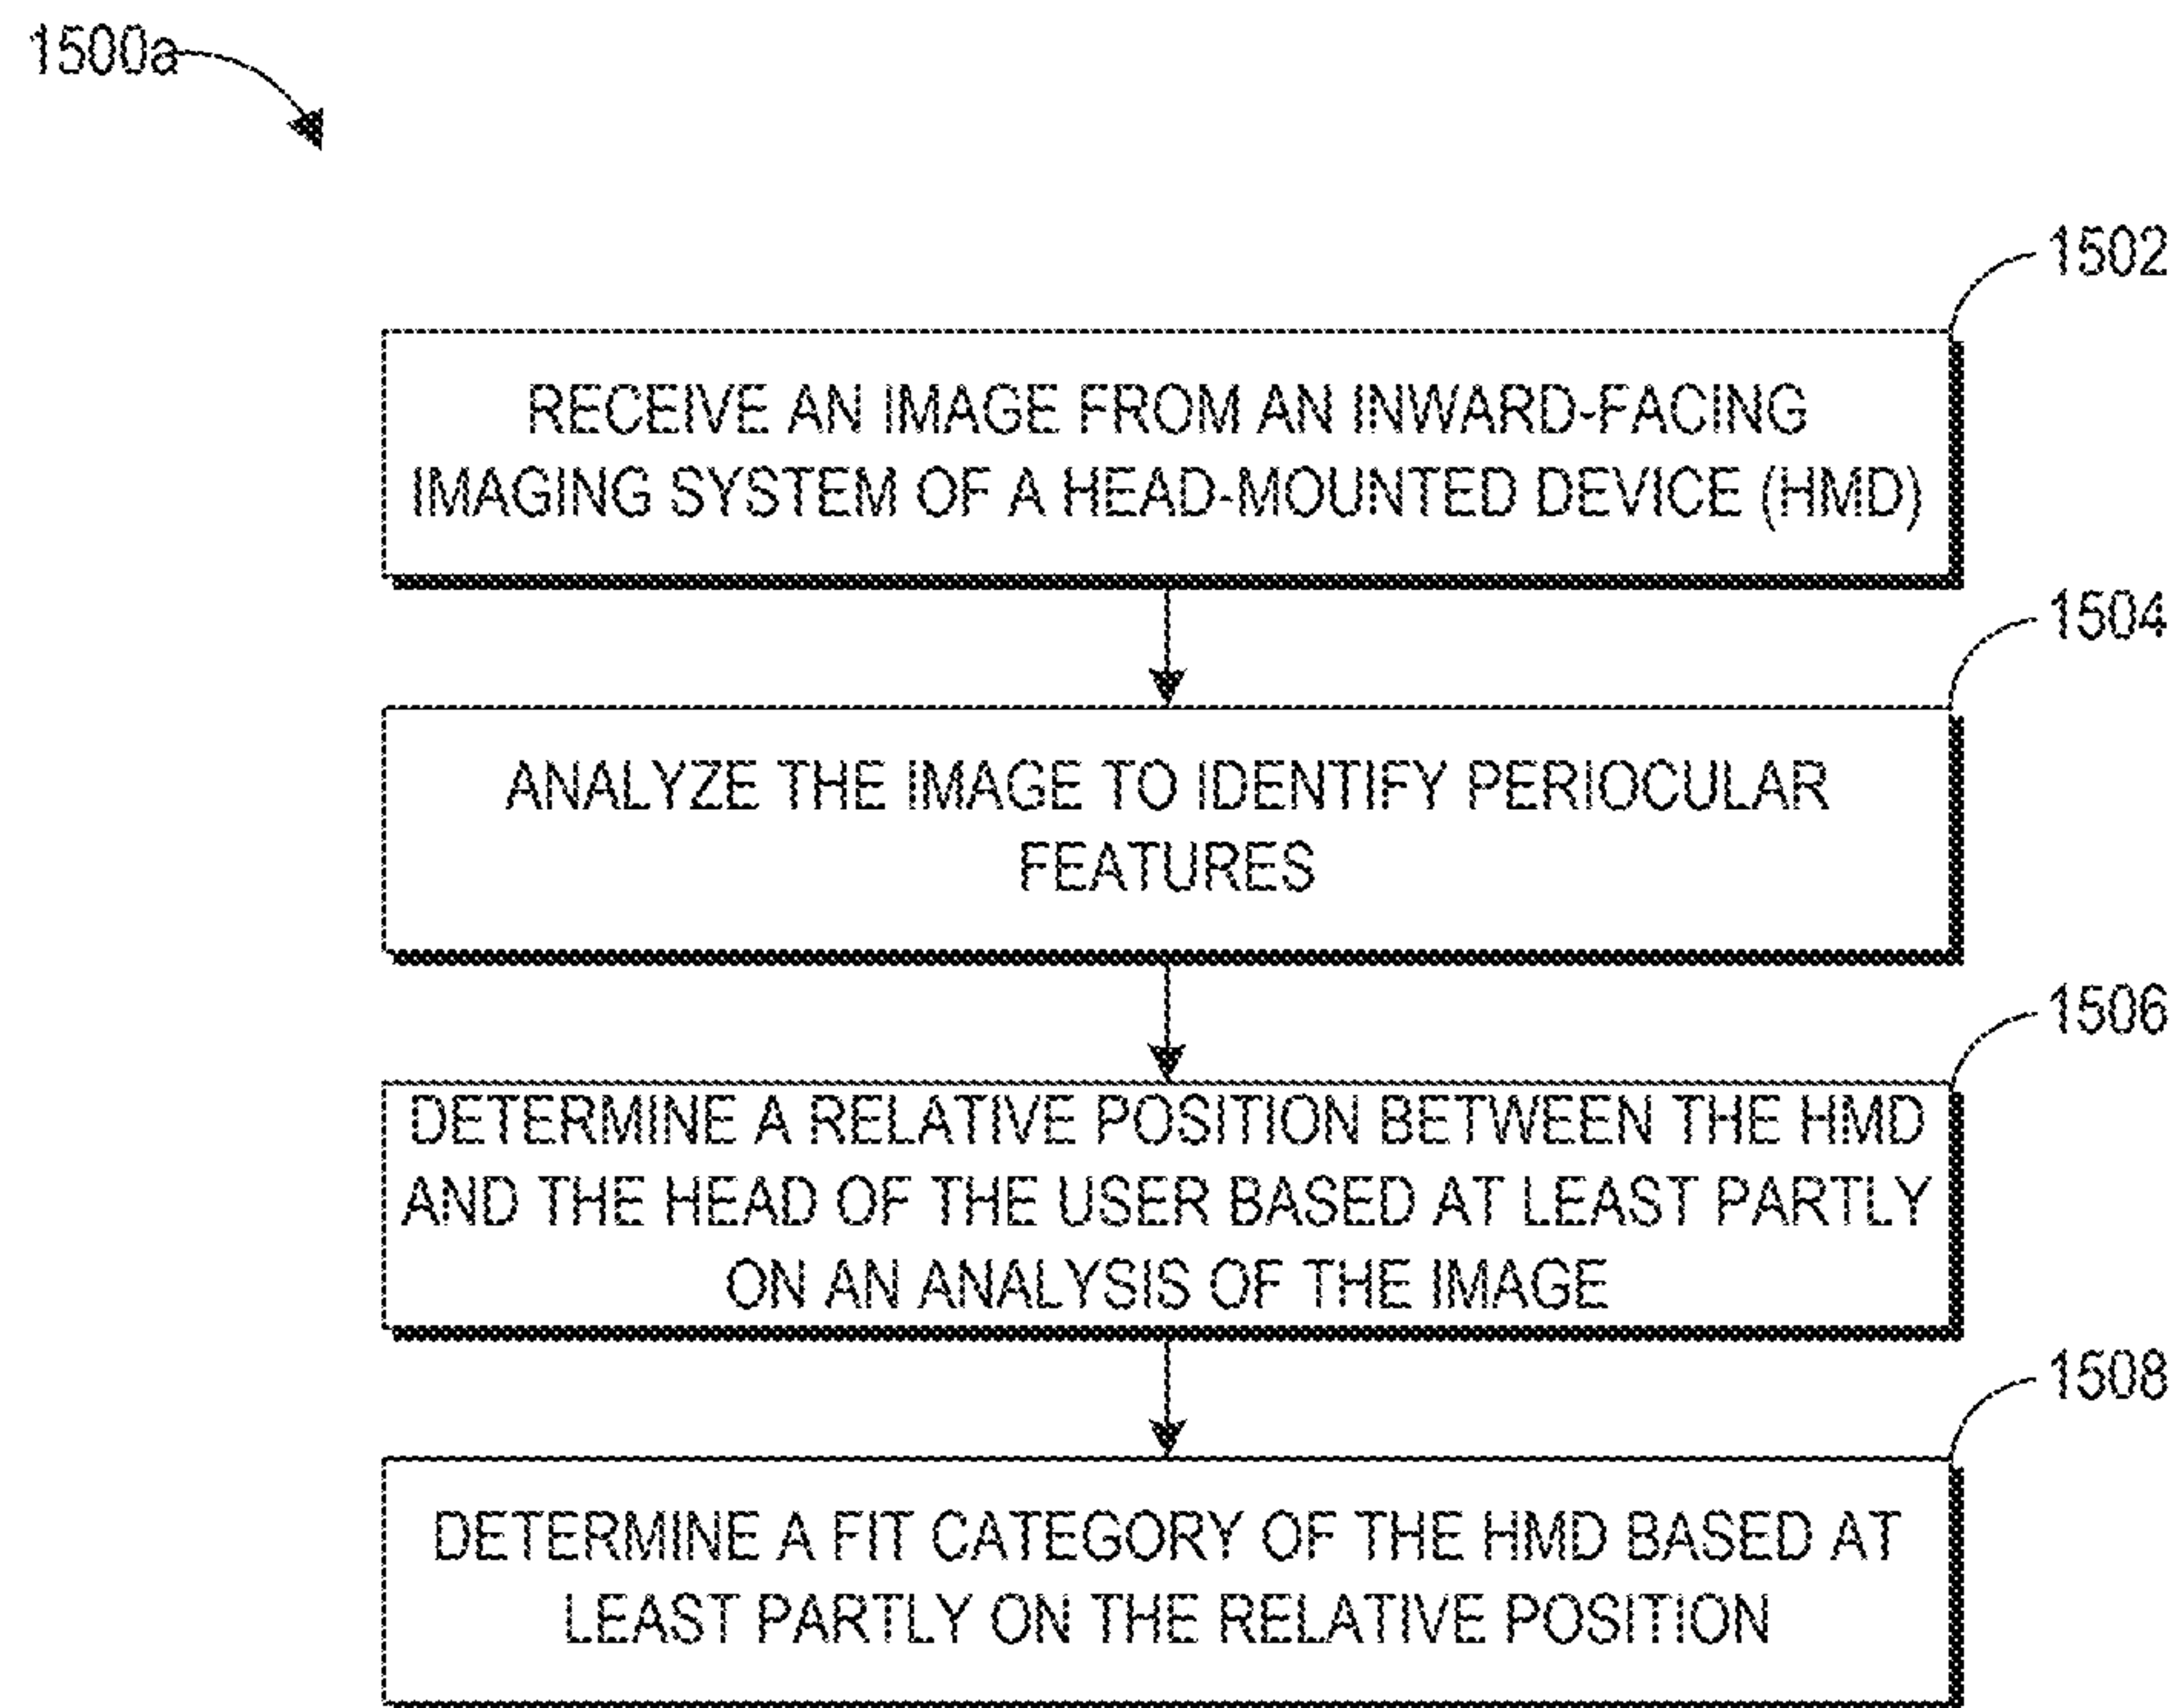 1500a
1502
RECEIVE AN IMAGE FROM AN INWARD-FACING
IMAGING SYSTEM OF A HEAD-MOUNTED DEVICE (HMD)
1504
ANALYZE THE IMAGE TO IDENTIFY PERIOCULAR
FEATURES
1506
DETERMINE A RELATIVE POSITION BETWEEN THE HMD
AND THE HEAD OF THE USER BASED AT LEAST PARTLY
ON AN ANALYSIS OF THE IMAGE
1508
DETERMINE A FIT CATEGORY OF THE HMD BASED AT
LEAST PARTLY ON THE RELATIVE POSITION